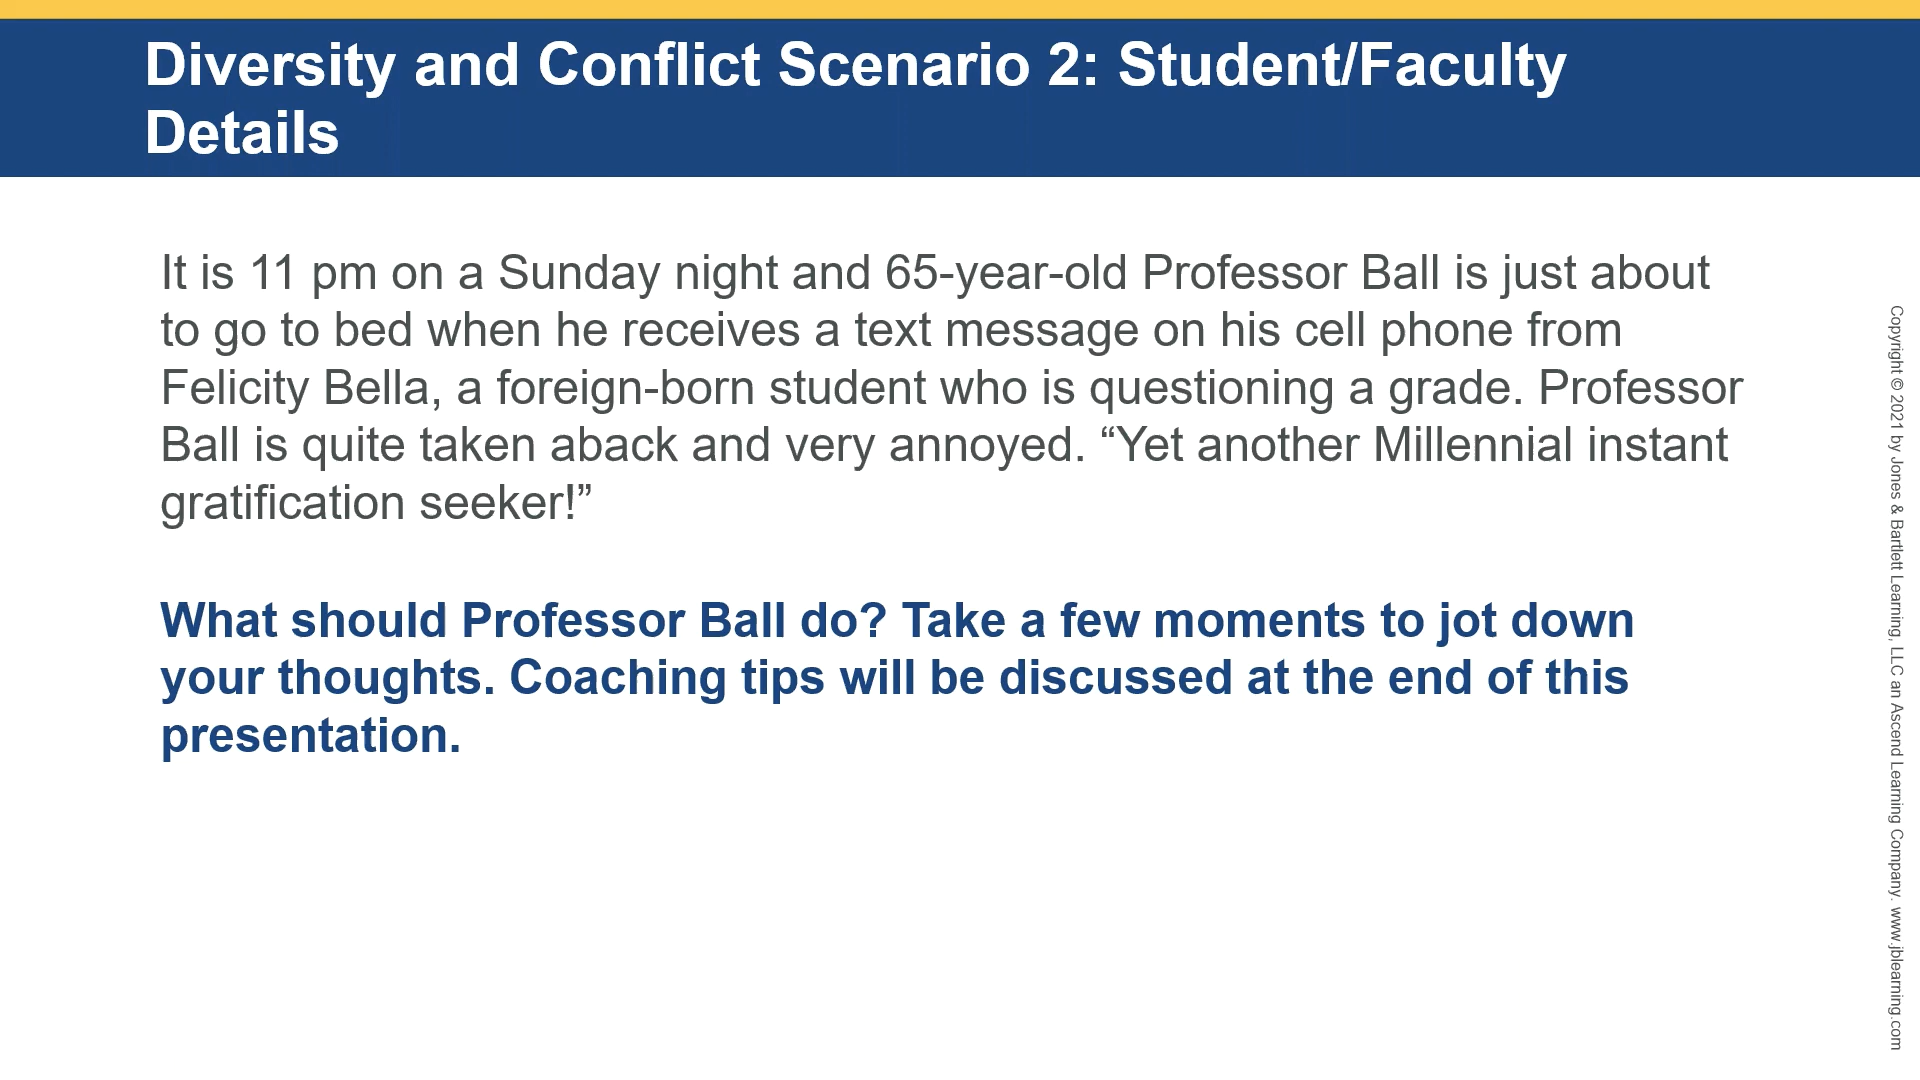 Diversity and Conflict Scenario 2: Student/Faculty
Details
It is 11 pm on a Sunday night and 65-year-old Professor Ball is just about
to go to bed when he receives a text message on his cell phone from
Felicity Bella, a foreign-born student who is questioning a grade. Professor
Ball is quite taken aback and very annoyed. “Yet another Millennial instant
gratification seeker!”
What should Professor Ball do? Take a few moments to jot down
your thoughts. Coaching tips will be discussed at the end of this
presentation.
Copyright © 2021 by Jones & Bartlett Learning, LLC an Ascend Learning Company. www.jblearning.com